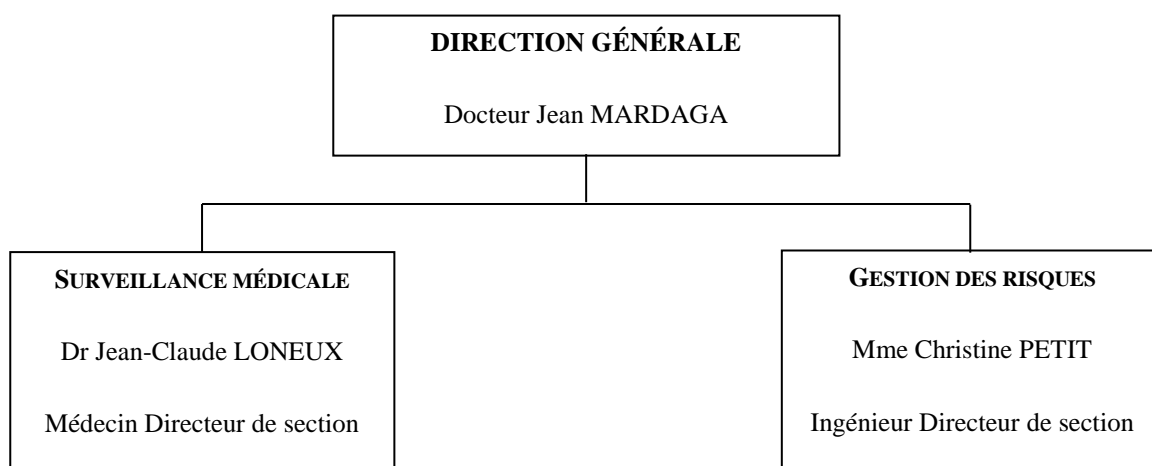 DIRECTION GÉNÉRALE
Docteur Jean MARDAGA
SURVEILLANCE MÉDICALE
Dr Jean-Claude LONEUX
Médecin Directeur de section
GESTION DES RISQUES
Mme Christine PETIT
Ingénieur Directeur de section